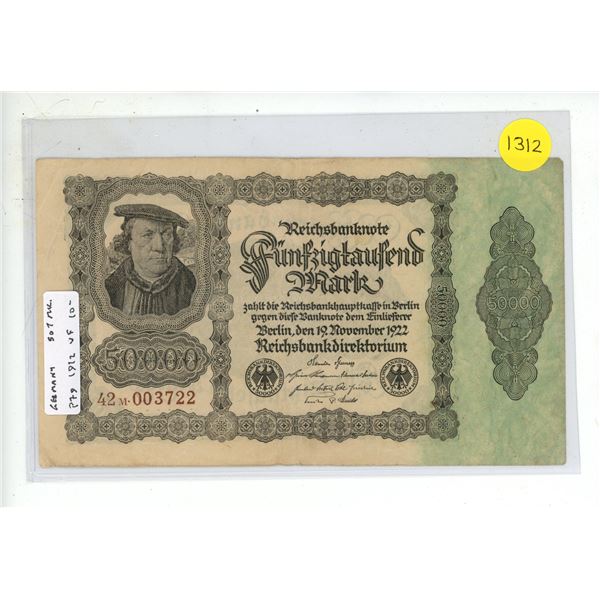 1312
Reichsbanknote
Fünfzigtausend
Mark
zahlt die Reichsbankhauptkasse in Berlin
gegen diese Banknote dem Einlieferer
Berlin, den 19. November 1922
Reichsbankdirektorium
50000
42 M·003722
50000
50000
GERMANY 50T MK.
P79 1922 VF 10-